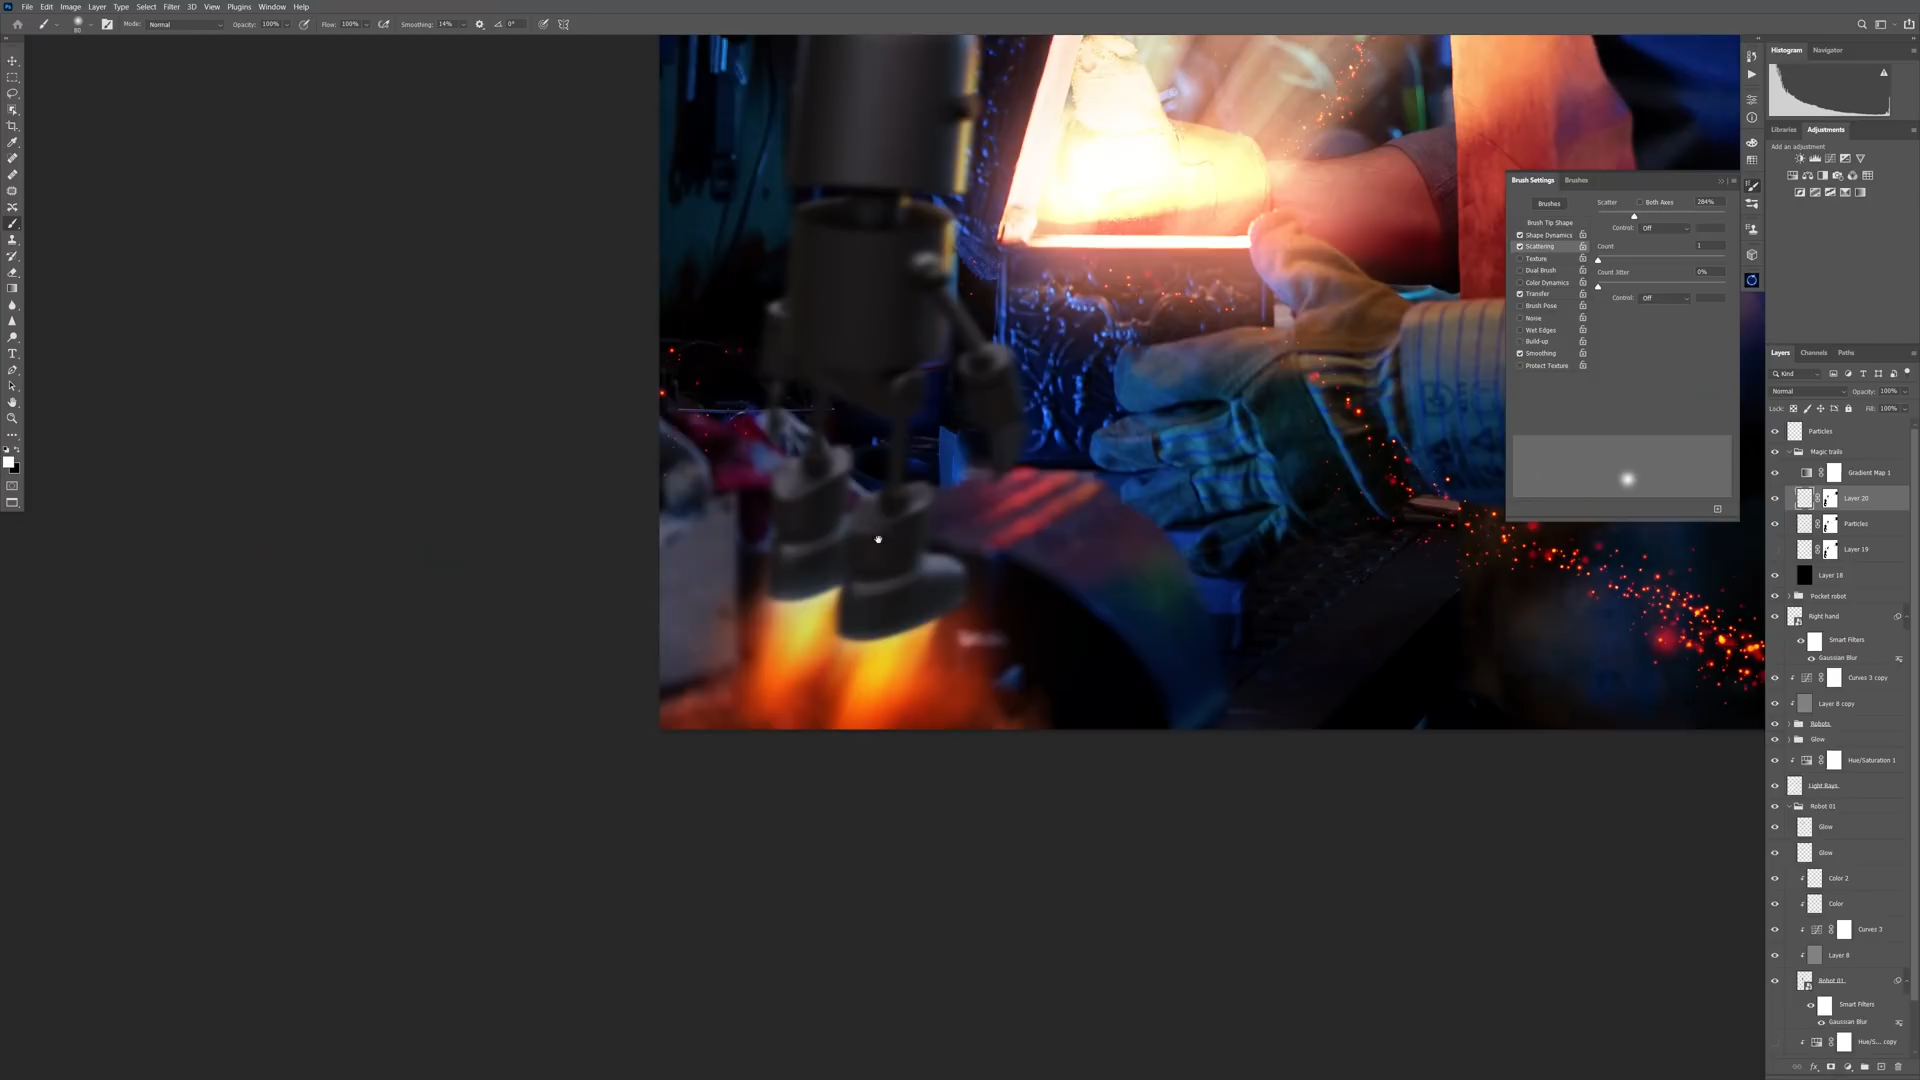 Ps File Edit Image Layer Type Select Filter 3D View Plugins Window Help
80 Mode: Normal Opacity: 100% Flow: 100% Smoothing: 14% 0°
Histogram Navigator
Libraries Adjustments
Add an adjustment
Brush Settings Brushes
Brushes Scatter Both Axes 284%
Brush Tip Shape
Control: Off
Shape Dynamics
Scattering Count 1
Texture
Dual Brush Count Jitter 0%
Color Dynamics
Transfer Control: Off
Brush Pose
Noise
Wet Edges
Build-up
Smoothing
Protect Texture
Layers Channels Paths
Kind
Normal Opacity: 100%
Lock: Fill: 100%
Particles
Magic trails
Gradient Map 1
Layer 20
Particles
Layer 19
Layer 18
Pocket robot
Right hand
Smart Filters
Gaussian Blur
Curves 3 copy
Layer 8 copy
Robots
Glow
Hue/Saturation 1
Light Rays
Robot 01
Glow
Glow
Color 2
Color
Curves 3
Layer 8
Robot 01
Smart Filters
Gaussian Blur
Hue/S... copy
fx